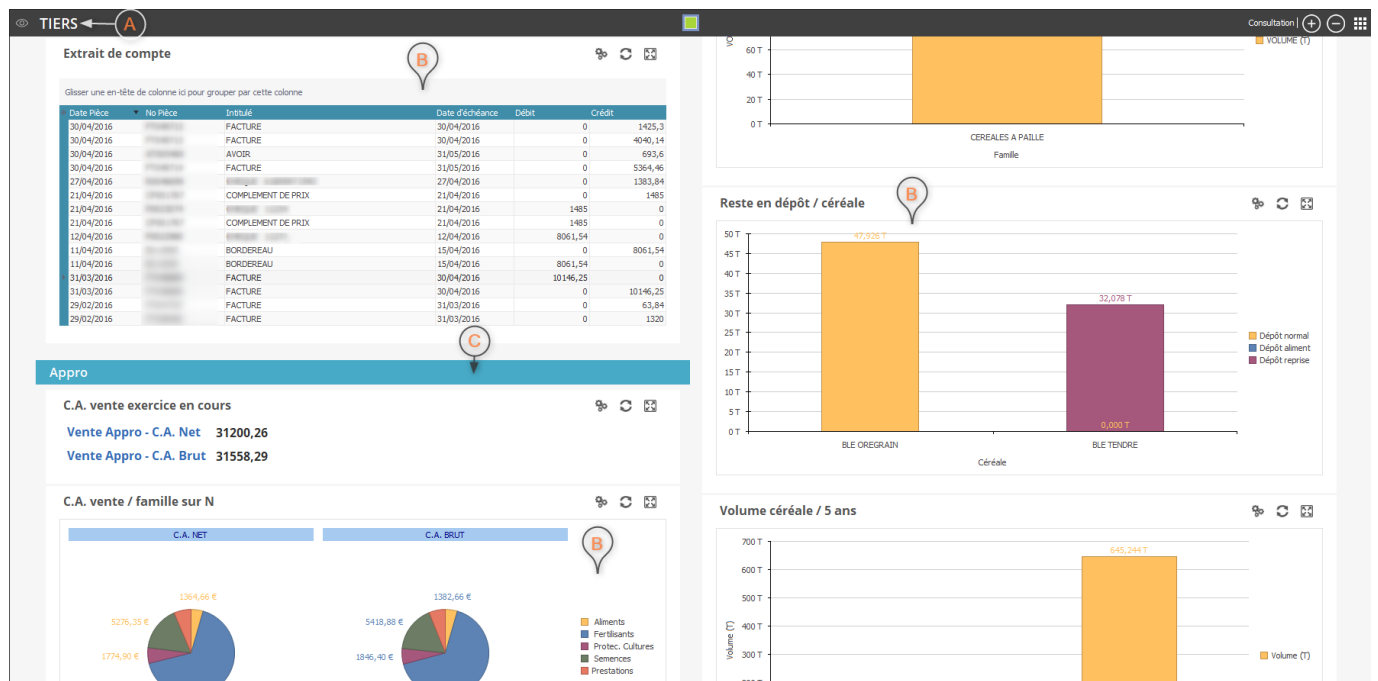 TIERS
A
Consultation |
Extrait de compte
B
Glisser une en-tête de colonne ici pour grouper par cette colonne
Date Pièce No Pièce Intitulé Date d'échéance Débit Crédit
30/04/2016 FACTURE 30/04/2016 0 1425,3
30/04/2016 FACTURE 30/04/2016 0 4040,14
30/04/2016 AVOIR 31/05/2016 0 693,6
30/04/2016 FACTURE 31/05/2016 0 5364,46
27/04/2016 27/04/2016 0 1383,84
21/04/2016 COMPLEMENT DE PRIX 21/04/2016 0 1485
21/04/2016 21/04/2016 1485 0
21/04/2016 COMPLEMENT DE PRIX 21/04/2016 1485 0
12/04/2016 12/04/2016 8061,54 0
11/04/2016 BORDEREAU 15/04/2016 0 8061,54
11/04/2016 BORDEREAU 15/04/2016 8061,54 0
31/03/2016 FACTURE 30/04/2016 10146,25 0
31/03/2016 FACTURE 30/04/2016 0 10146,25
29/02/2016 FACTURE 31/03/2016 0 63,84
29/02/2016 FACTURE 31/03/2016 0 1320
C
Appro
C.A. vente exercice en cours
Vente Appro - C.A. Net 31200,26
Vente Appro - C.A. Brut 31558,29
C.A. vente / famille sur N
B
C.A. NET
C.A. BRUT
1364,66 €
5276,35 €
1774,90 €
1382,66 €
5418,88 €
1846,40 €
Aliments
Fertilisants
Protec. Cultures
Semences
Prestations
VOLUME (T)
60 T
40 T
20 T
0 T
CEREALES A PAILLE
Famille
Reste en dépôt / céréale
B
50 T
45 T
40 T
35 T
30 T
25 T
20 T
15 T
10 T
5 T
0 T
47,926 T
32,078 T
0,000 T
BLE OREGRAIN
BLE TENDRE
Céréale
Dépôt normal
Dépôt aliment
Dépôt reprise
Volume céréale / 5 ans
700 T
600 T
500 T
400 T
300 T
Volume (T)
645,244 T
Volume (T)